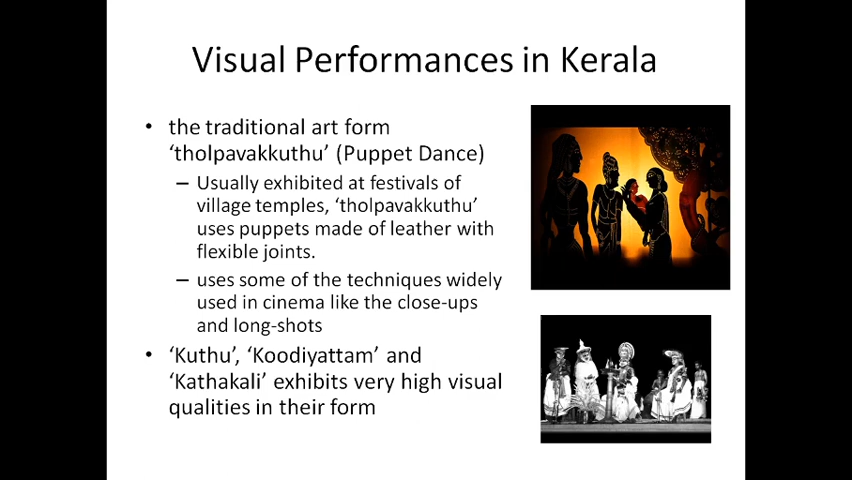 Visual Performances in Kerala
• the traditional art form
‘tholpavakkuthu’ (Puppet Dance)
– Usually exhibited at festivals of
village temples, ‘tholpavakkuthu’
uses puppets made of leather with
flexible joints.
– uses some of the techniques widely
used in cinema like the close-ups
and long-shots
• ‘Kuthu’, ‘Koodiyattam’ and
‘Kathakali’ exhibits very high visual
qualities in their form